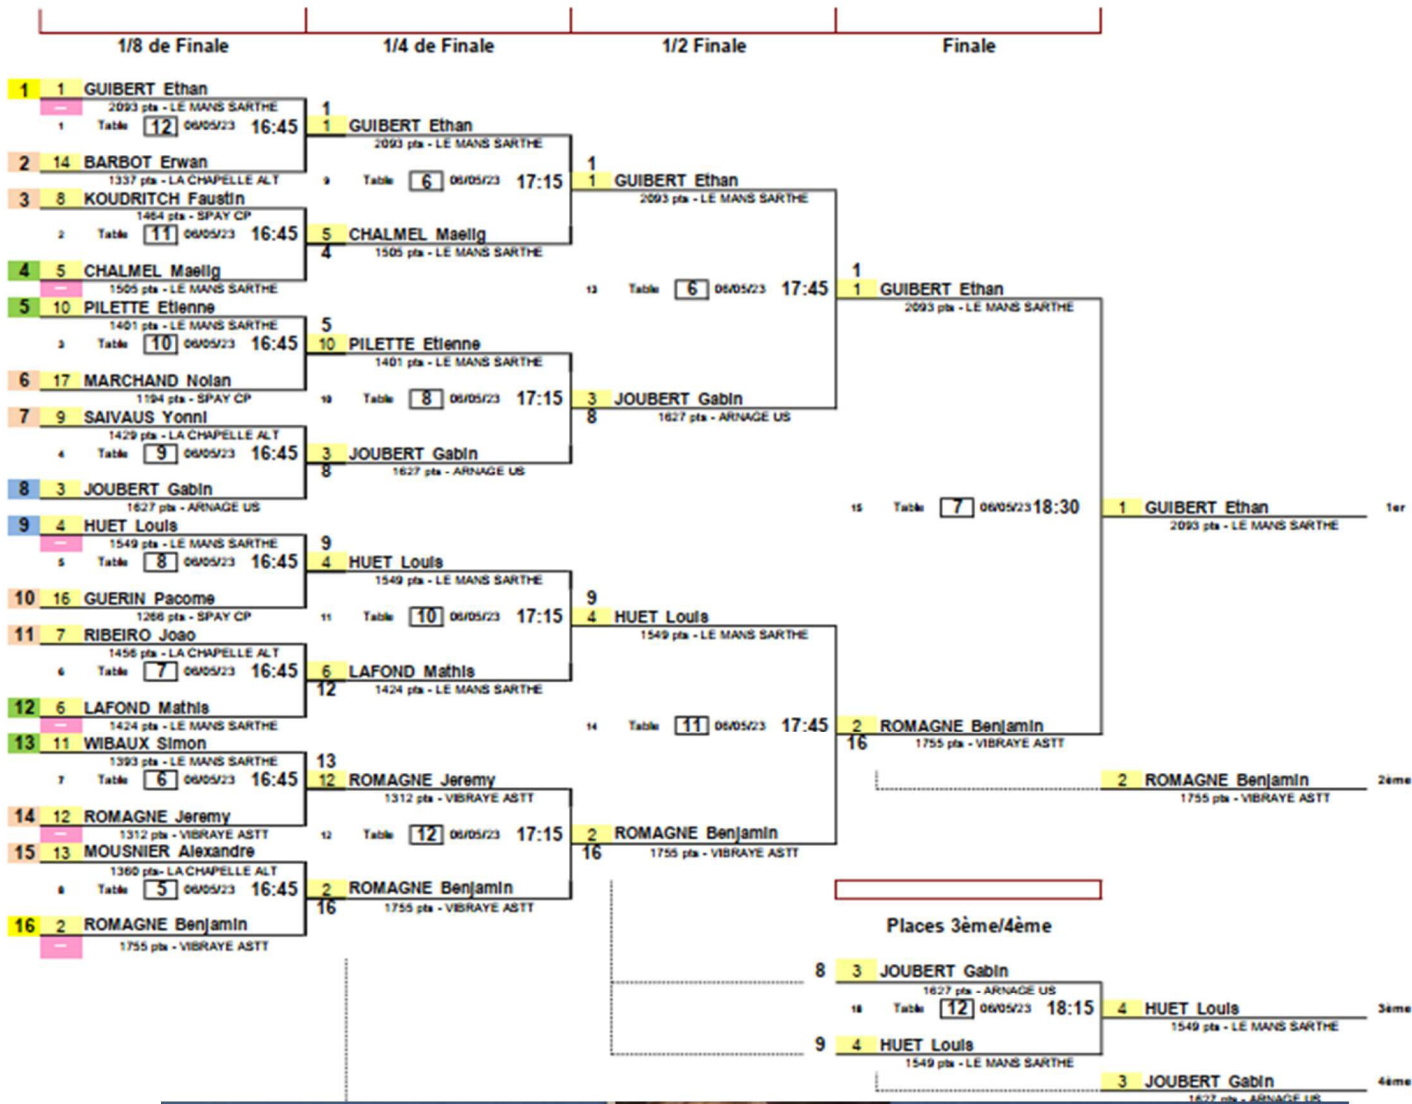 1/8 de Finale 1/4 de Finale 1/2 Finale Finale
1 1 GUIBERT Ethan
2093 pts - LE MANS SARTHE
1 Table 12 06/05/23 16:45
2 14 BARBOT Erwan
1337 pts - LA CHAPELLE ALT
3 8 KOUDRITCH Faustin
1464 pts - SPAY CP
2 Table 11 06/05/23 16:45
4 5 CHALMEL Maelig
1505 pts - LE MANS SARTHE
5 10 PILETTE Etienne
1401 pts - LE MANS SARTHE
3 Table 10 06/05/23 16:45
6 17 MARCHAND Nolan
1194 pts - SPAY CP
7 9 SAIVAUS Yonni
1429 pts - LA CHAPELLE ALT
4 Table 9 06/05/23 16:45
8 3 JOUBERT Gabin
1627 pts - ARNAGE US
9 4 HUET Louis
1549 pts - LE MANS SARTHE
5 Table 8 06/05/23 16:45
10 16 GUERIN Pacome
1266 pts - SPAY CP
11 7 RIBEIRO Joao
1456 pts - LA CHAPELLE ALT
6 Table 7 06/05/23 16:45
12 6 LAFOND Mathis
1424 pts - LE MANS SARTHE
13 11 WIBAUX Simon
1393 pts - LE MANS SARTHE
7 Table 6 06/05/23 16:45
14 12 ROMAGNE Jeremy
1312 pts - VIBRAYE ASTT
15 13 MOUSNIER Alexandre
1360 pts - LA CHAPELLE ALT
8 Table 5 06/05/23 16:45
16 2 ROMAGNE Benjamin
1755 pts - VIBRAYE ASTT
1
1 GUIBERT Ethan
2093 pts - LE MANS SARTHE
9 Table 6 06/05/23 17:15
5 CHALMEL Maelig
4 1505 pts - LE MANS SARTHE
5
10 PILETTE Etienne
1401 pts - LE MANS SARTHE
10 Table 8 06/05/23 17:15
3 JOUBERT Gabin
8 1627 pts - ARNAGE US
9
4 HUET Louis
1549 pts - LE MANS SARTHE
11 Table 10 06/05/23 17:15
6 LAFOND Mathis
12 1424 pts - LE MANS SARTHE
13
12 ROMAGNE Jeremy
1312 pts - VIBRAYE ASTT
12 Table 12 06/05/23 17:15
2 ROMAGNE Benjamin
16 1755 pts - VIBRAYE ASTT
1
1 GUIBERT Ethan
2093 pts - LE MANS SARTHE
13 Table 6 06/05/23 17:45
3 JOUBERT Gabin
8 1627 pts - ARNAGE US
9
4 HUET Louis
1549 pts - LE MANS SARTHE
14 Table 11 06/05/23 17:45
2 ROMAGNE Benjamin
16 1755 pts - VIBRAYE ASTT
1
1 GUIBERT Ethan
2093 pts - LE MANS SARTHE
15 Table 7 06/05/23 18:30
2 ROMAGNE Benjamin
16 1755 pts - VIBRAYE ASTT
1 GUIBERT Ethan 1er
2093 pts - LE MANS SARTHE
2 ROMAGNE Benjamin 2ème
1755 pts - VIBRAYE ASTT
Places 3ème/4ème
8 3 JOUBERT Gabin
1627 pts - ARNAGE US
Table 12 06/05/23 18:15
9 4 HUET Louis
1549 pts - LE MANS SARTHE
4 HUET Louis 3ème
1549 pts - LE MANS SARTHE
3 JOUBERT Gabin 4ème
1627 pts - ARNAGE US